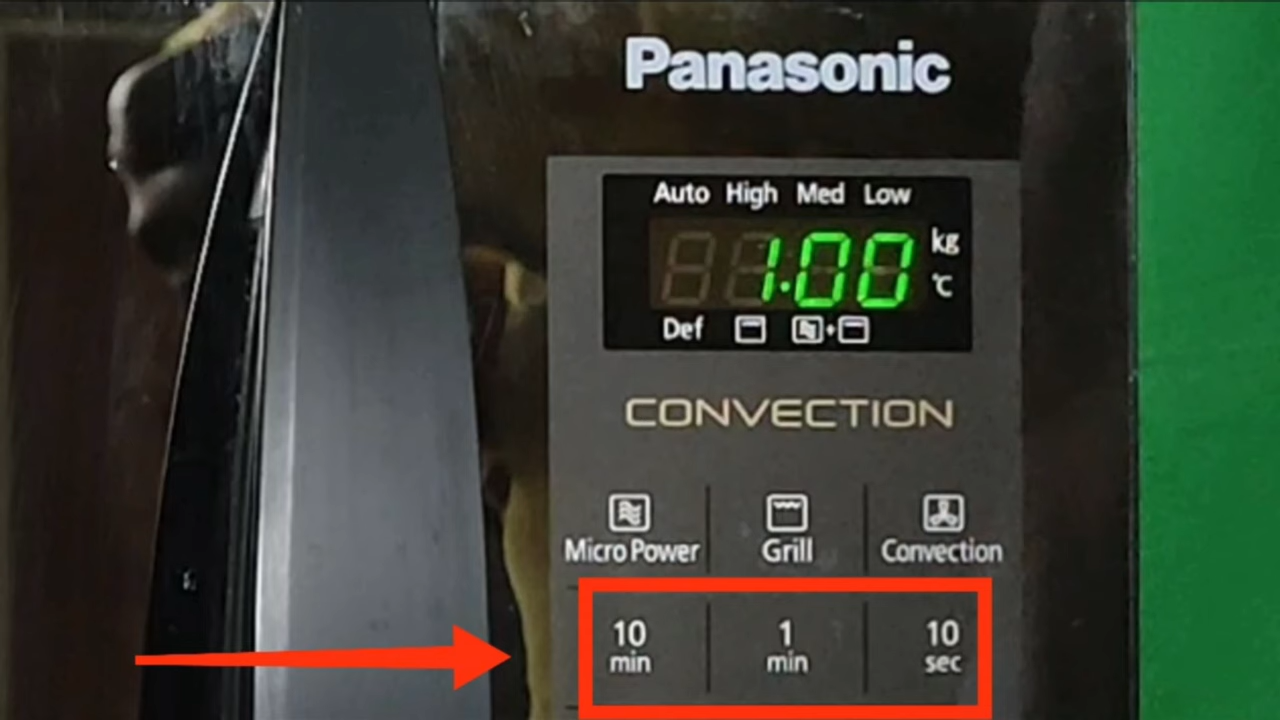 Panasonic
Auto High Med Low
1.00 kg
℃
Def
CONVECTION
Micro Power Grill Convection
10 min 1 min 10 sec